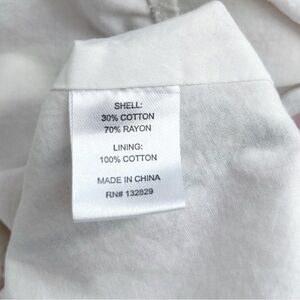 SHELL:
30% COTTON
70% RAYON
LINING:
100% COTTON
MADE IN CHINA
RN# 132829